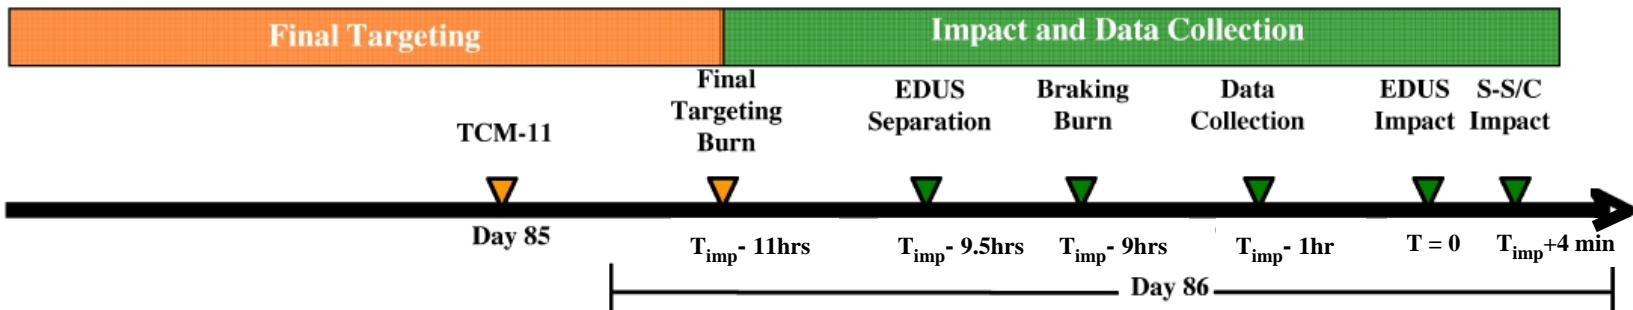 Final Targeting
Impact and Data Collection
TCM-11
Final
Targeting
Burn
EDUS
Separation
Braking
Burn
Data
Collection
EDUS
Impact
S-S/C
Impact
Day 85
Timp- 11hrs
Timp- 9.5hrs
Timp- 9hrs
Timp- 1hr
T = 0
Timp+4 min
Day 86